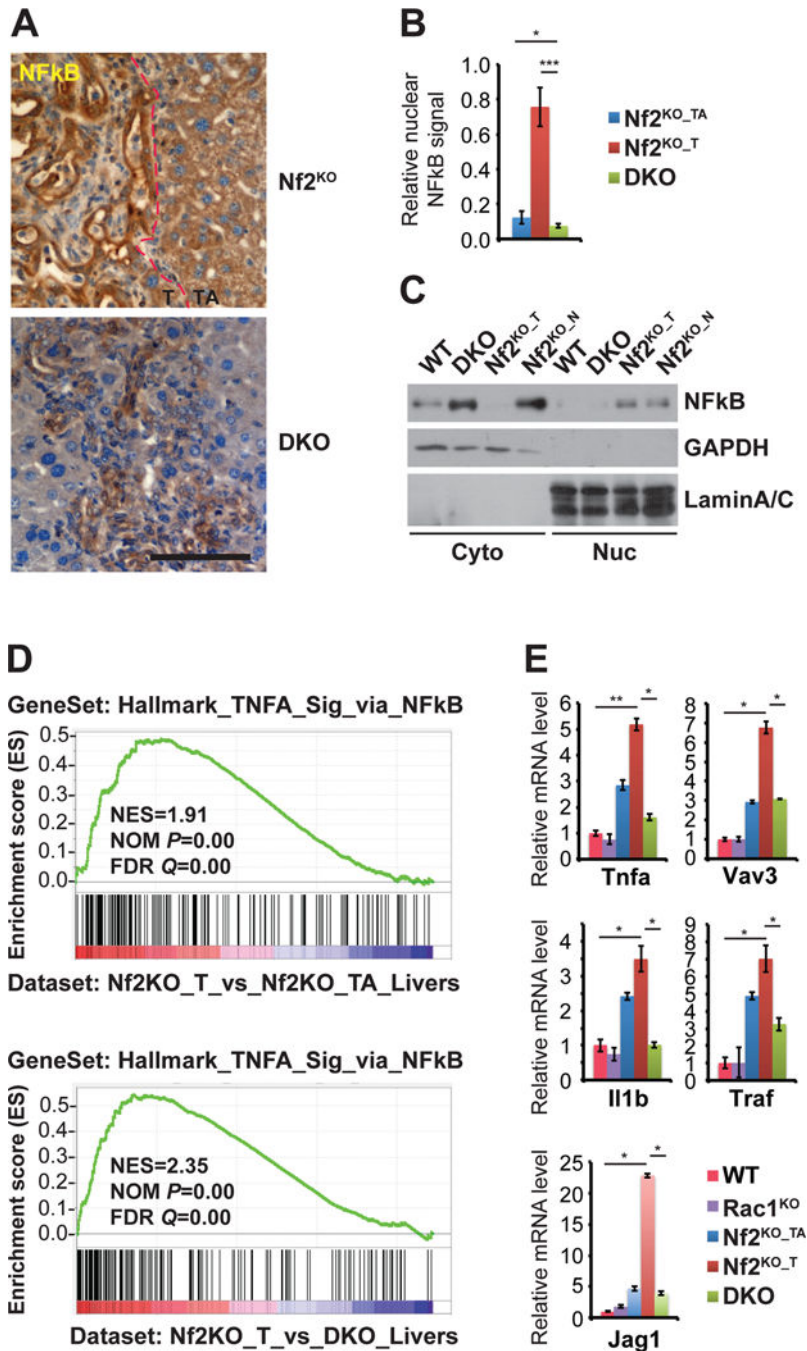 A
NFkB
Nf2KO
T TA
DKO
B
Relative nuclear
NFkB signal
1.0
0.8
0.6
0.4
0.2
0.0
*
***
Nf2KO_TA
Nf2KO_T
DKO
C
WT DKO Nf2KO_T Nf2KO_N WT DKO Nf2KO_T Nf2KO_N
NFkB
GAPDH
LaminA/C
Cyto Nuc
D
GeneSet: Hallmark_TNFA_Sig_via_NFkB
Enrichment score (ES)
0.5
0.4
0.3
0.2
0.1
0.0
NES=1.91
NOM P=0.00
FDR Q=0.00
Dataset: Nf2KO_T_vs_Nf2KO_TA_Livers
GeneSet: Hallmark_TNFA_Sig_via_NFkB
Enrichment score (ES)
0.5
0.4
0.3
0.2
0.1
0.0
NES=2.35
NOM P=0.00
FDR Q=0.00
Dataset: Nf2KO_T_vs_DKO_Livers
E
Relative mRNA level
6
5
4
3
2
1
0
** *
Tnfa
8
7
6
5
4
3
2
1
0
* *
Vav3
Relative mRNA level
4
3
2
1
0
* *
Il1b
9
8
7
6
5
4
3
2
1
0
* *
Traf
Relative mRNA level
25
20
15
10
5
0
* *
Jag1
WT
Rac1KO
Nf2KO_TA
Nf2KO_T
DKO